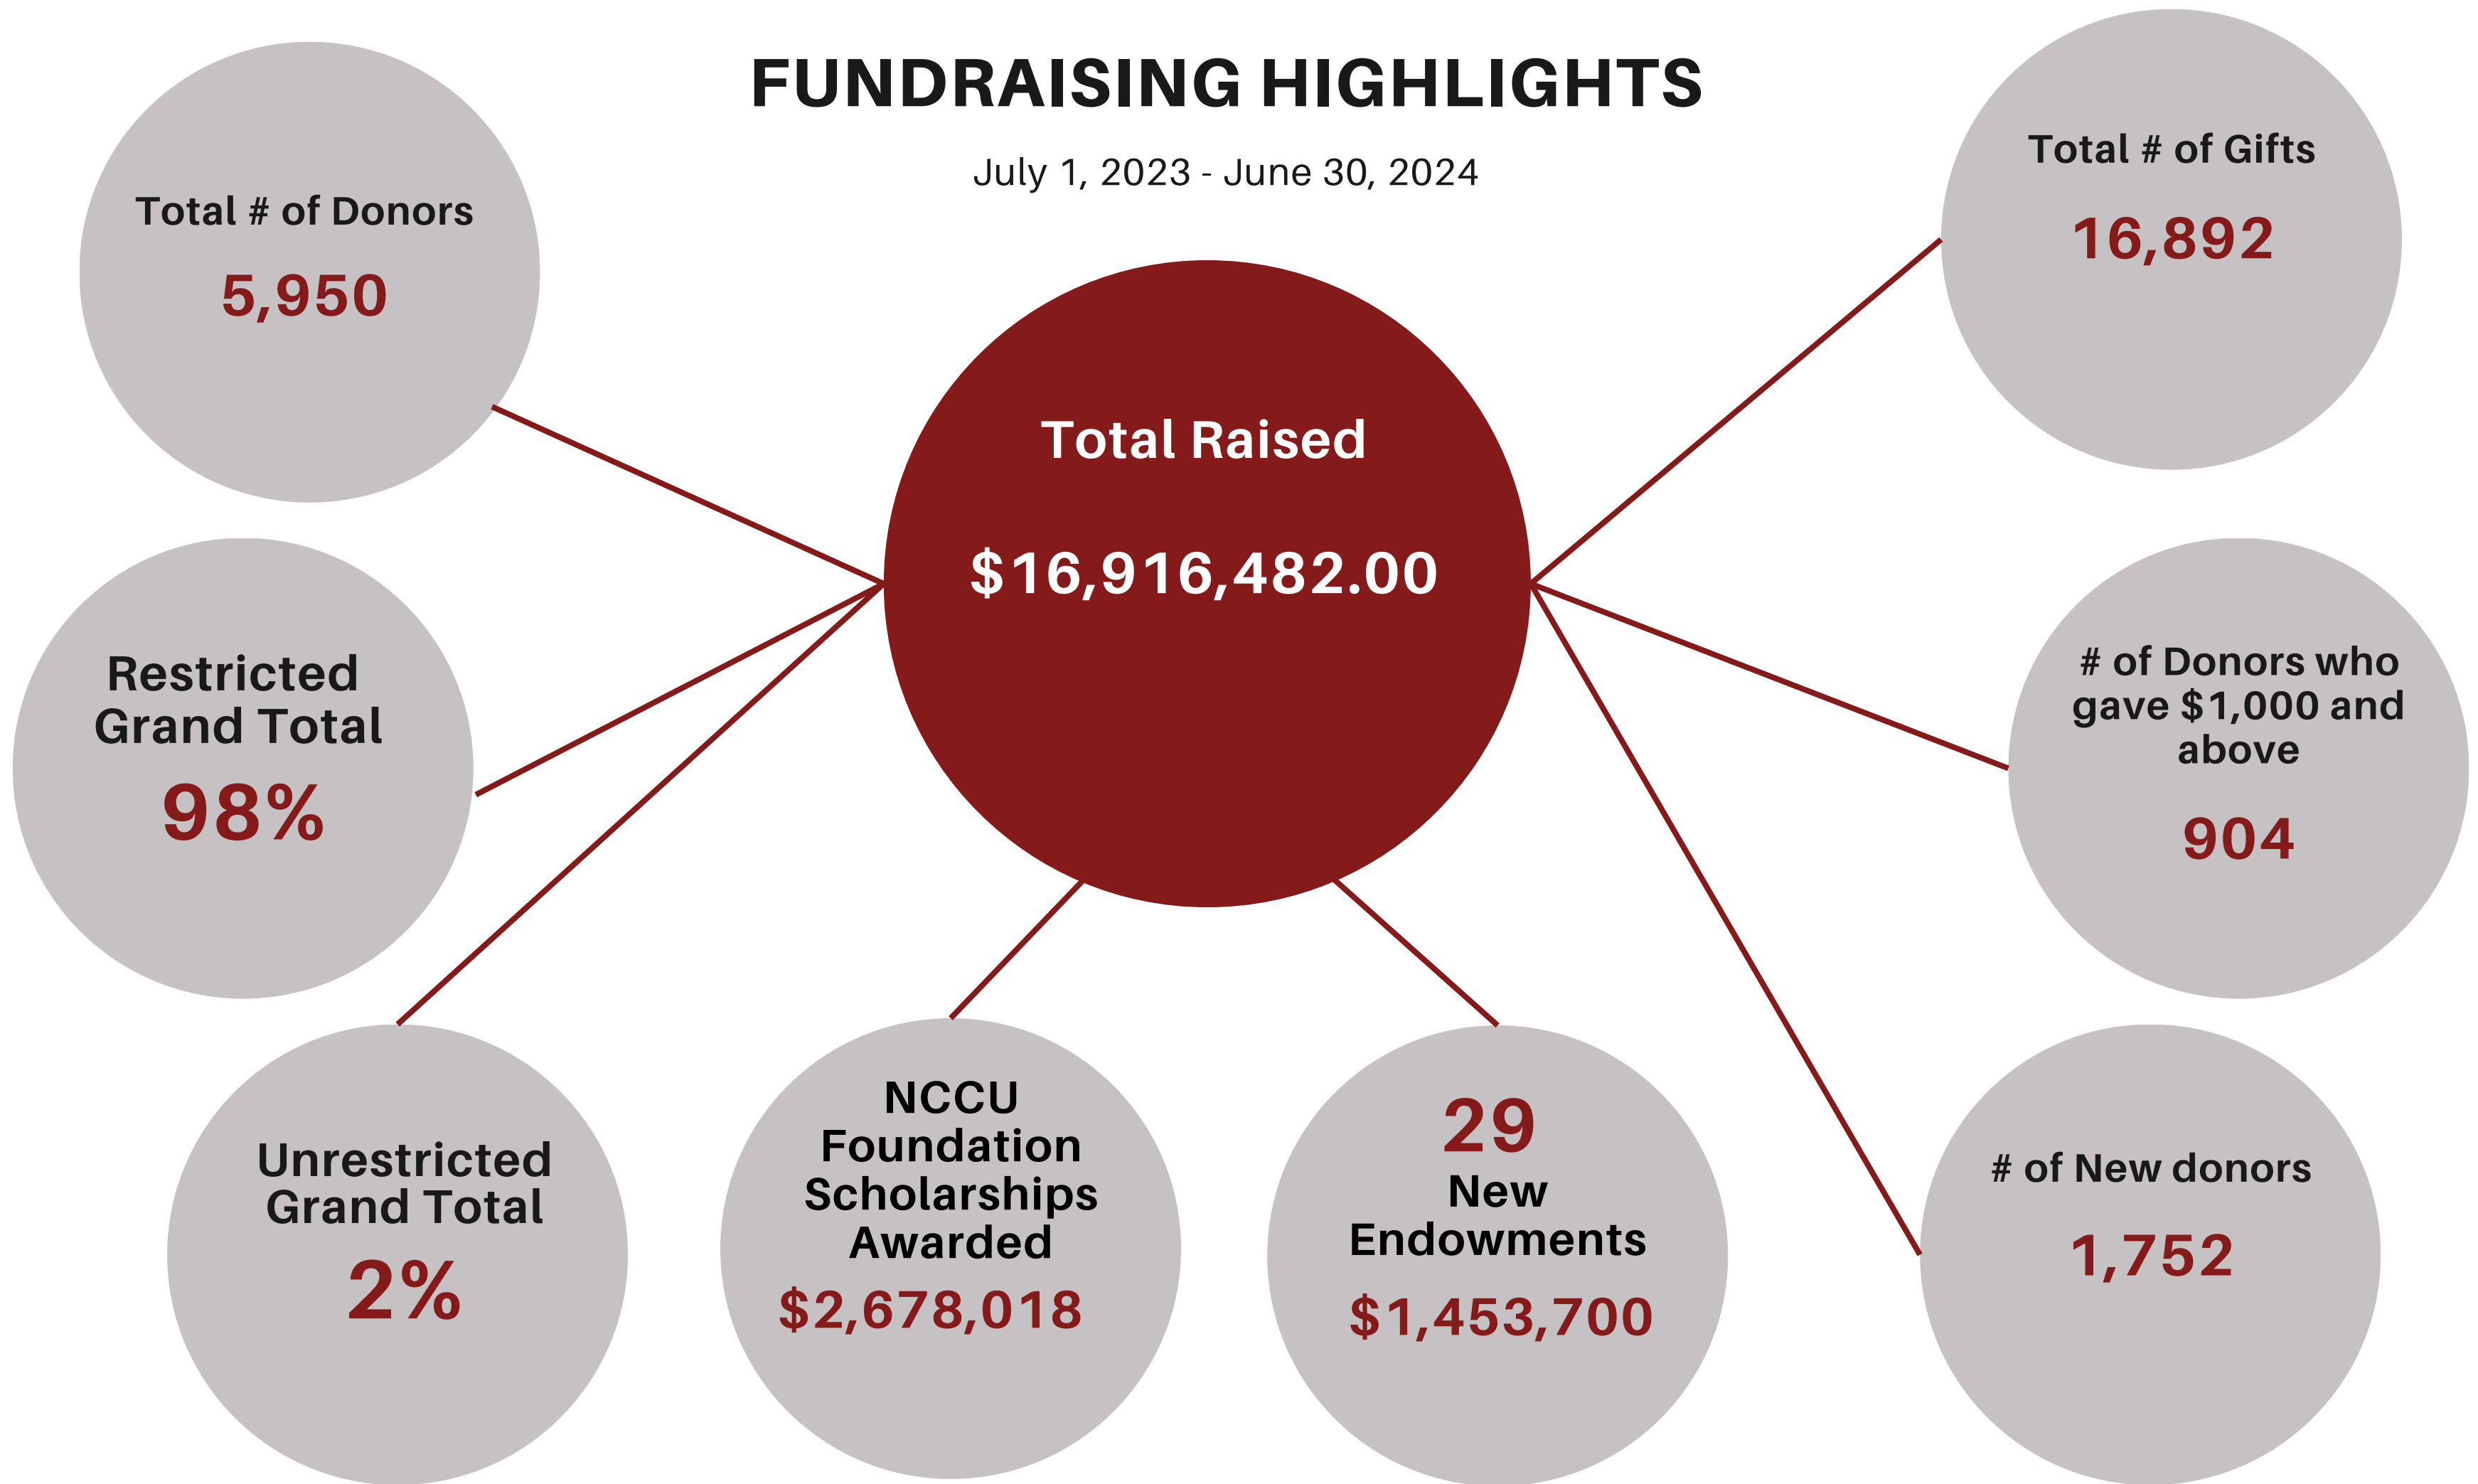 FUNDRAISING HIGHLIGHTS
July 1, 2023 - June 30, 2024
Total # of Donors
5,950
Total # of Gifts
16,892
Total Raised
$16,916,482.00
Restricted
Grand Total
98%
# of Donors who
gave $1,000 and
above
904
Unrestricted
Grand Total
2%
NCCU
Foundation
Scholarships
Awarded
$2,678,018
29
New
Endowments
$1,453,700
# of New donors
1,752